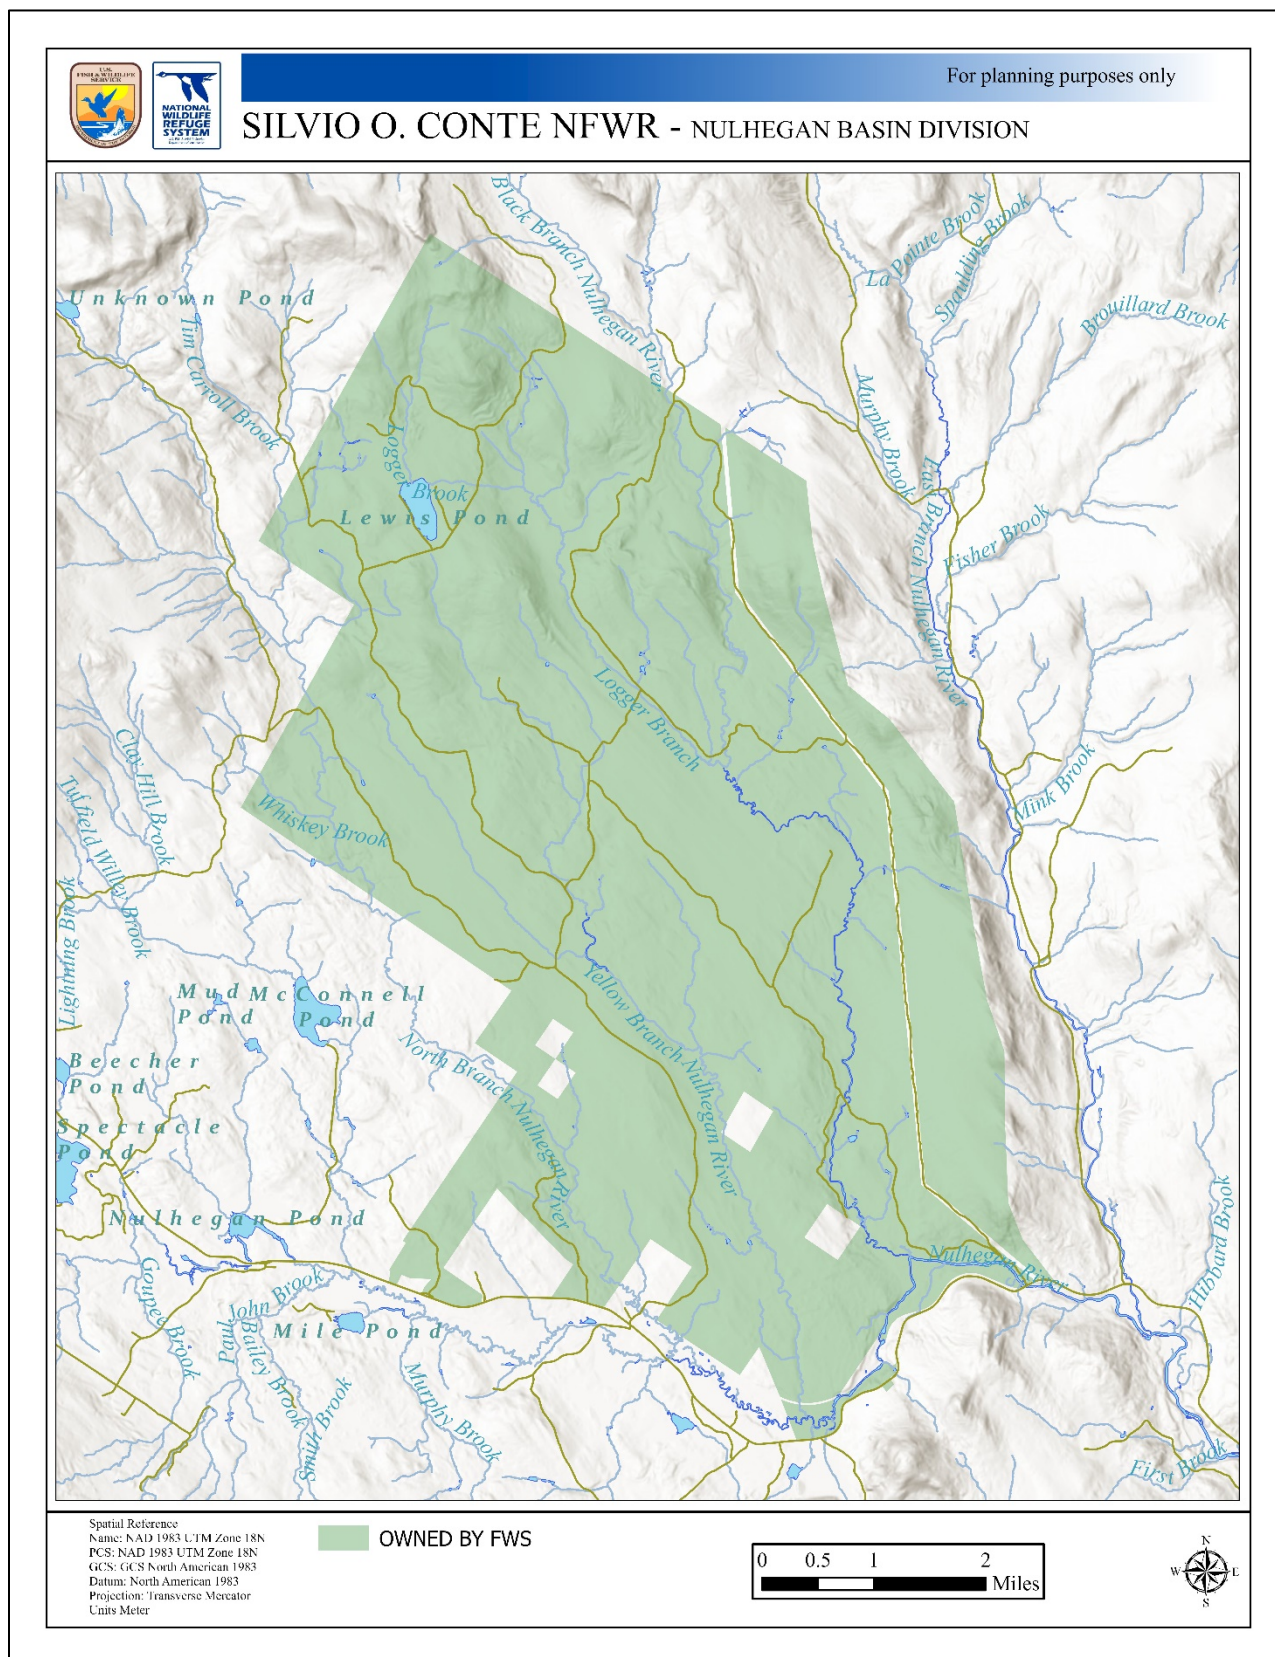 For planning purposes only
U.S.
FISH & WILDLIFE
SERVICE
NATIONAL
WILDLIFE
REFUGE
SYSTEM
SILVIO O. CONTE NFWR - NULHEGAN BASIN DIVISION
Black Branch Nulhegan River
La Pointe Brook
Spaulding Brook
Unknown Pond
Tim Carroll Brook
Brouillard Brook
Murphy Brook
Logger Brook
East Branch Nulhegan River
Lewis Pond
Fisher Brook
Logger Branch
Clay Hill Brook
Tuffield Willey Brook
Mink Brook
Whiskey Brook
Lightning Brook
Yellow Branch Nulhegan River
Mud
Pond
McConnell
Pond
North Branch Nulhegan River
Beecher
Pond
Spectacle
Pond
Nulhegan Pond
Nulhegan River
Hibbard Brook
Goupee Brook
John Brook
Paul
Bailey Brook
Mile Pond
Smith Brook
Murphy Brook
First Brook
Spatial Reference
Name: NAD 1983 UTM Zone 18N
PCS: NAD 1983 UTM Zone 18N
GCS: GCS North American 1983
Datum: North American 1983
Projection: Transverse Mercator
Units Meter
OWNED BY FWS
0 0.5 1 2
Miles
N
W E
S